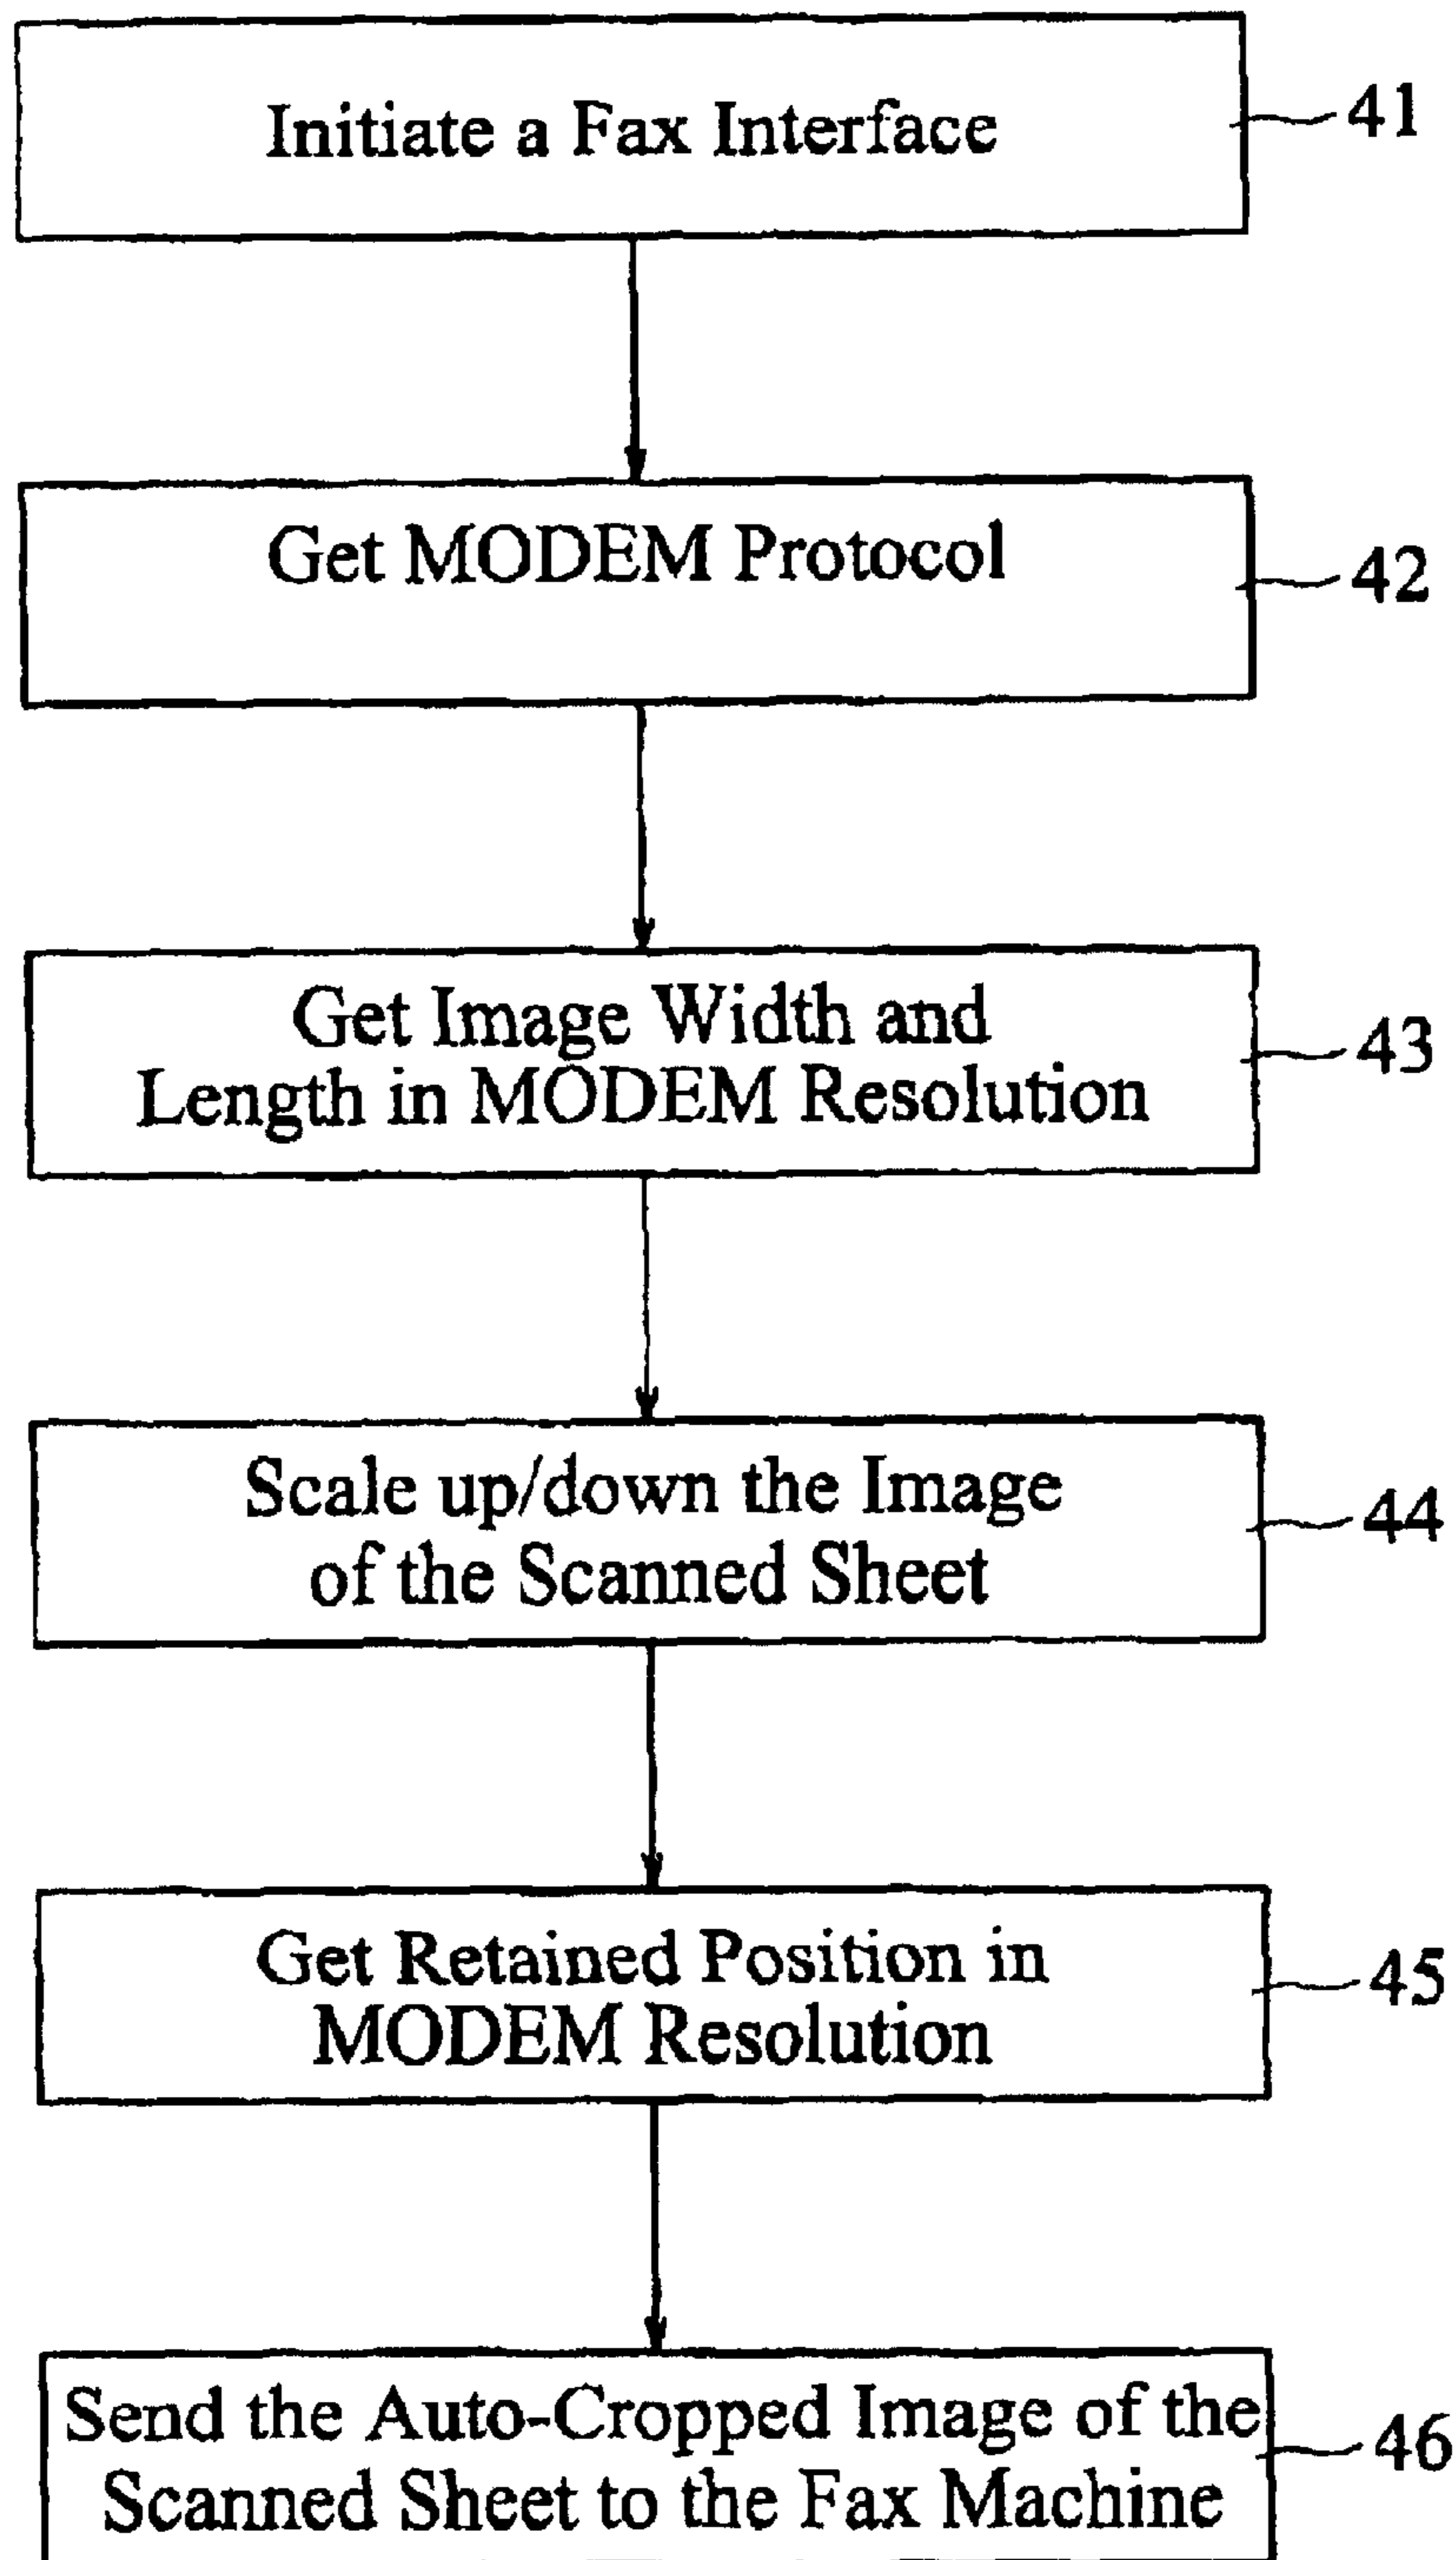 Initiate a Fax Interface
41
Get MODEM Protocol
42
Get Image Width and
Length in MODEM Resolution
43
Scale up/down the Image
of the Scanned Sheet
44
Get Retained Position in
MODEM Resolution
45
Send the Auto-Cropped Image of the
Scanned Sheet to the Fax Machine
46